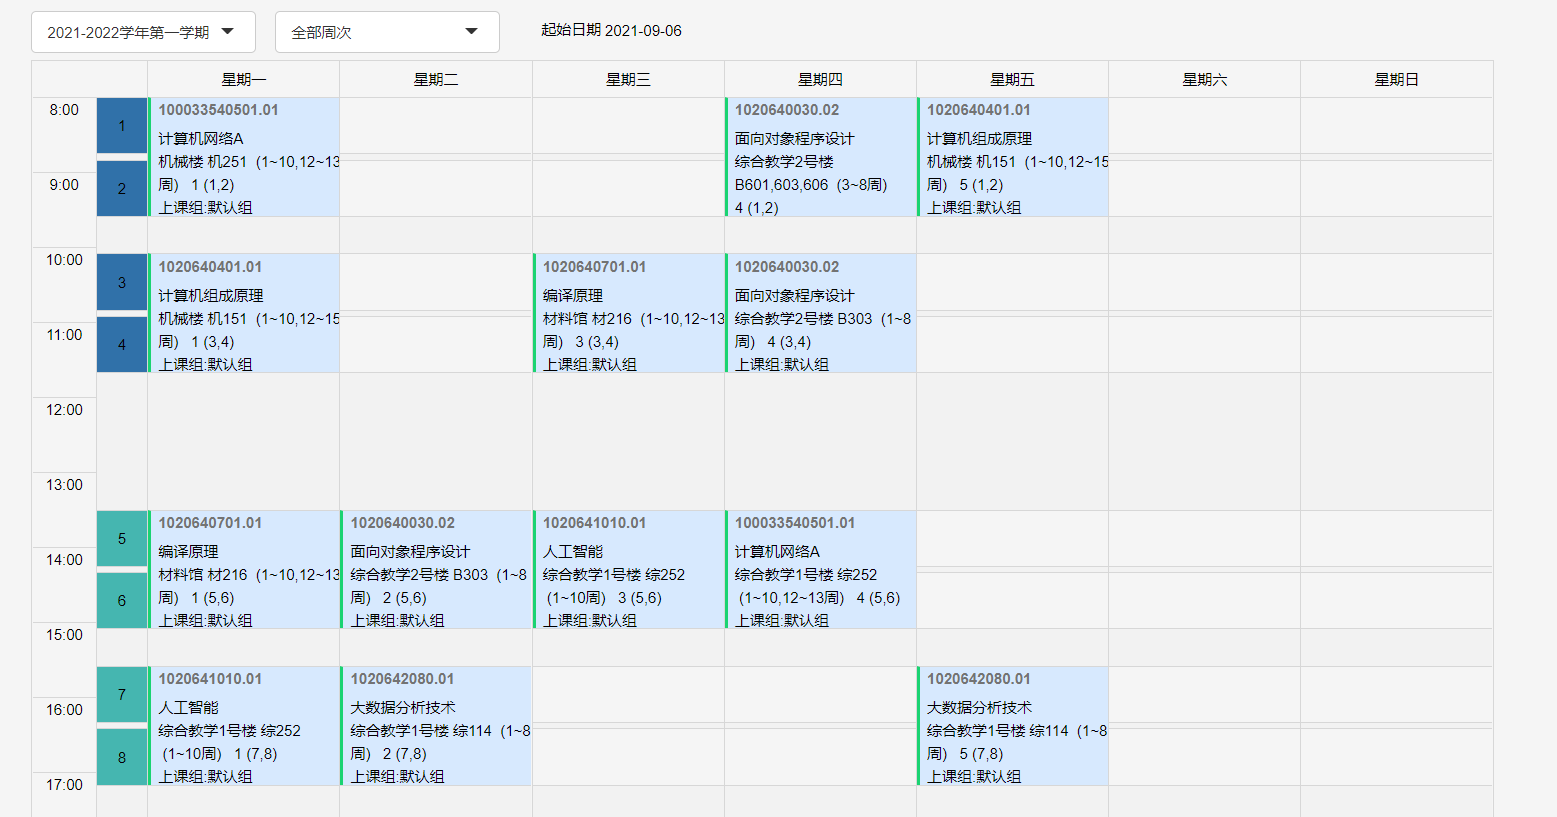 2021-2022学年第一学期
全部周次
起始日期 2021-09-06
星期一
星期二
星期三
星期四
星期五
星期六
星期日
8:00
9:00
10:00
11:00
12:00
13:00
14:00
15:00
16:00
17:00
1
2
3
4
5
6
7
8
100033540501.01
计算机网络A
机械楼 机251 (1~10,12~13
周) 1 (1,2)
上课组:默认组
1020640030.02
面向对象程序设计
综合教学2号楼
B601,603,606 (3~8周)
4 (1,2)
1020640401.01
计算机组成原理
机械楼 机151 (1~10,12~15
周) 5 (1,2)
上课组:默认组
1020640401.01
计算机组成原理
机械楼 机151 (1~10,12~15
周) 1 (3,4)
上课组:默认组
1020640701.01
编译原理
材料馆 材216 (1~10,12~13
周) 3 (3,4)
上课组:默认组
1020640030.02
面向对象程序设计
综合教学2号楼 B303 (1~8
周) 4 (3,4)
上课组:默认组
1020640701.01
编译原理
材料馆 材216 (1~10,12~13
周) 1 (5,6)
上课组:默认组
1020640030.02
面向对象程序设计
综合教学2号楼 B303 (1~8
周) 2 (5,6)
上课组:默认组
1020641010.01
人工智能
综合教学1号楼 综252
(1~10周) 3 (5,6)
上课组:默认组
100033540501.01
计算机网络A
综合教学1号楼 综252
(1~10,12~13周) 4 (5,6)
上课组:默认组
1020641010.01
人工智能
综合教学1号楼 综252
(1~10周) 1 (7,8)
上课组:默认组
1020642080.01
大数据分析技术
综合教学1号楼 综114 (1~8
周) 2 (7,8)
上课组:默认组
1020642080.01
大数据分析技术
综合教学1号楼 综114 (1~8
周) 5 (7,8)
上课组:默认组